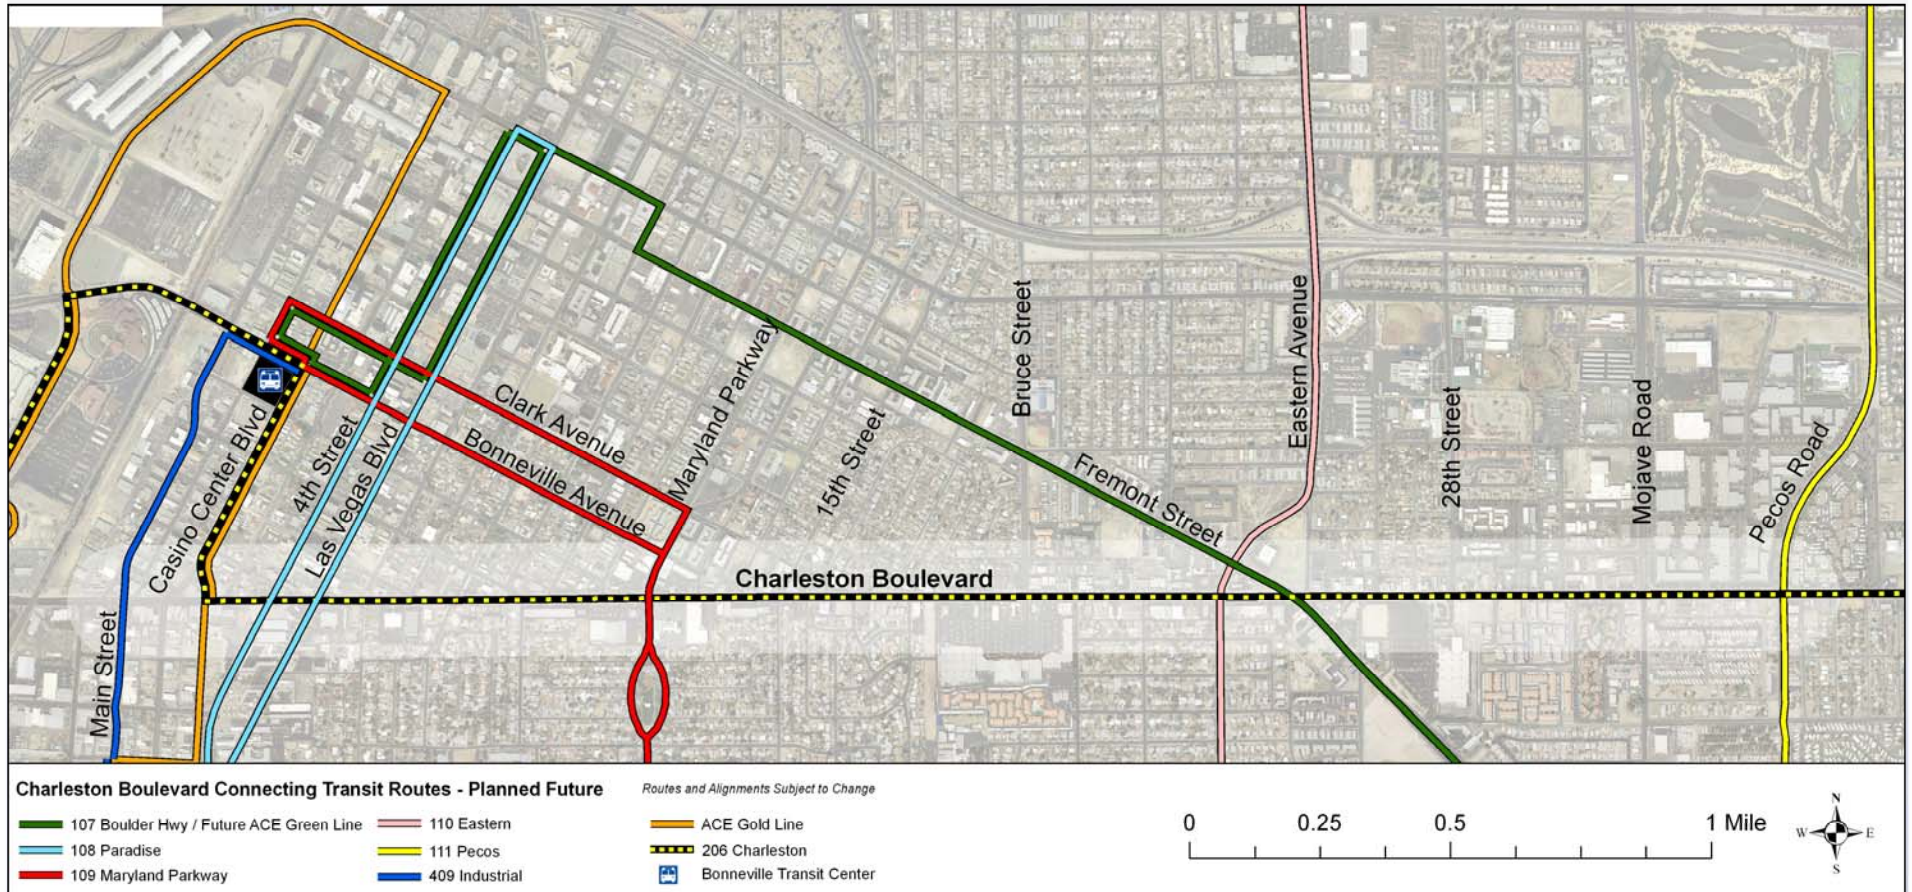 Maryland Parkway
Bruce Street
Eastern Avenue
Clark Avenue
Bonneville Avenue
15th Street
28th Street
Mojave Road
Pecos Road
Casino Center Blvd
4th Street
Las Vegas Blvd
Fremont Street
Charleston Boulevard
Main Street
Charleston Boulevard Connecting Transit Routes - Planned Future
Routes and Alignments Subject to Change
107 Boulder Hwy / Future ACE Green Line
108 Paradise
109 Maryland Parkway
110 Eastern
111 Pecos
409 Industrial
ACE Gold Line
206 Charleston
Bonneville Transit Center
0 0.25 0.5 1 Mile
N
W E
S